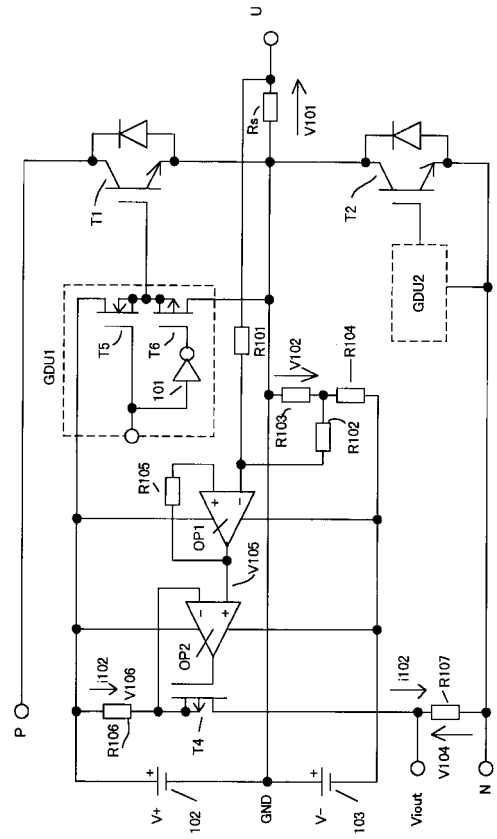 U
Rs
V101
T1
T2
GDU1
T5
T6
101
GDU2
R101
V102
R104
R103
R102
R105
+
-
OP1
V105
-
+
OP2
P
i102
V106
R106
T4
i102
R107
V104
V+
+
102
GND
V-
+
103
Viout
N